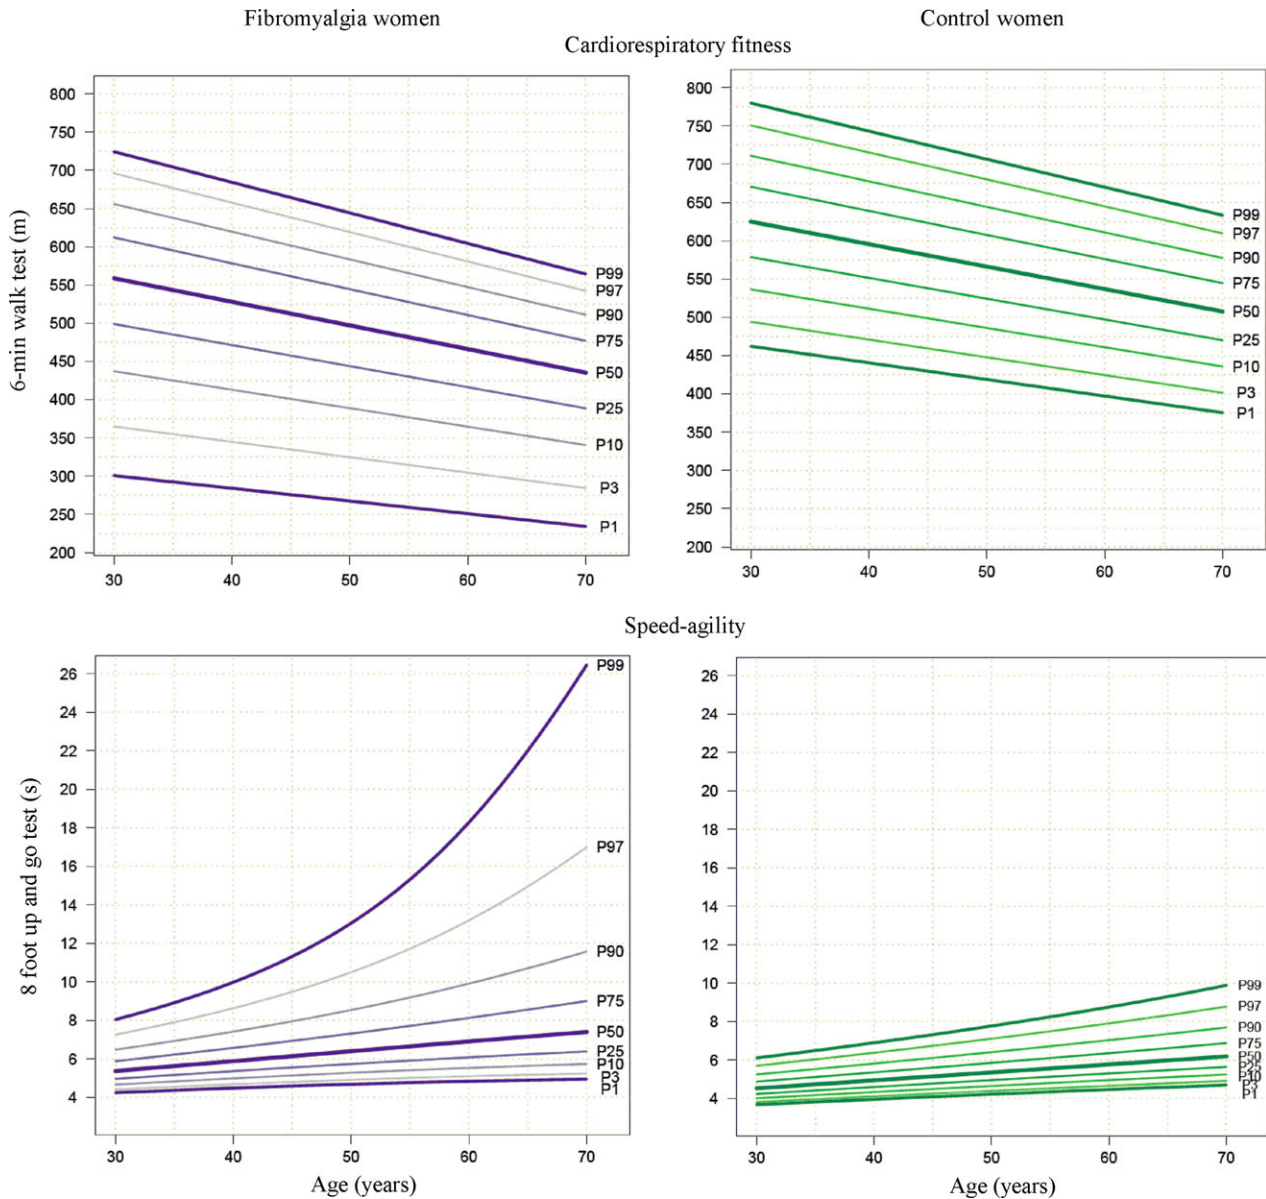 Fibromyalgia women
Control women
Cardiorespiratory fitness
6-min walk test (m)
800
750
700
650
600
550
500
450
400
350
300
250
200
P99
P97
P90
P75
P50
P25
P10
P3
P1
30 40 50 60 70
800
750
700
650
600
550
500
450
400
350
300
250
200
P99
P97
P90
P75
P50
P25
P10
P3
P1
30 40 50 60 70
Speed-agility
8 foot up and go test (s)
26
24
22
20
18
16
14
12
10
8
6
4
P99
P97
P90
P75
P50
P25
P10
P3
P1
30 40 50 60 70
Age (years)
26
24
22
20
18
16
14
12
10
8
6
4
P99
P97
P90
P75
P50
P25
P10
P3
P1
30 40 50 60 70
Age (years)